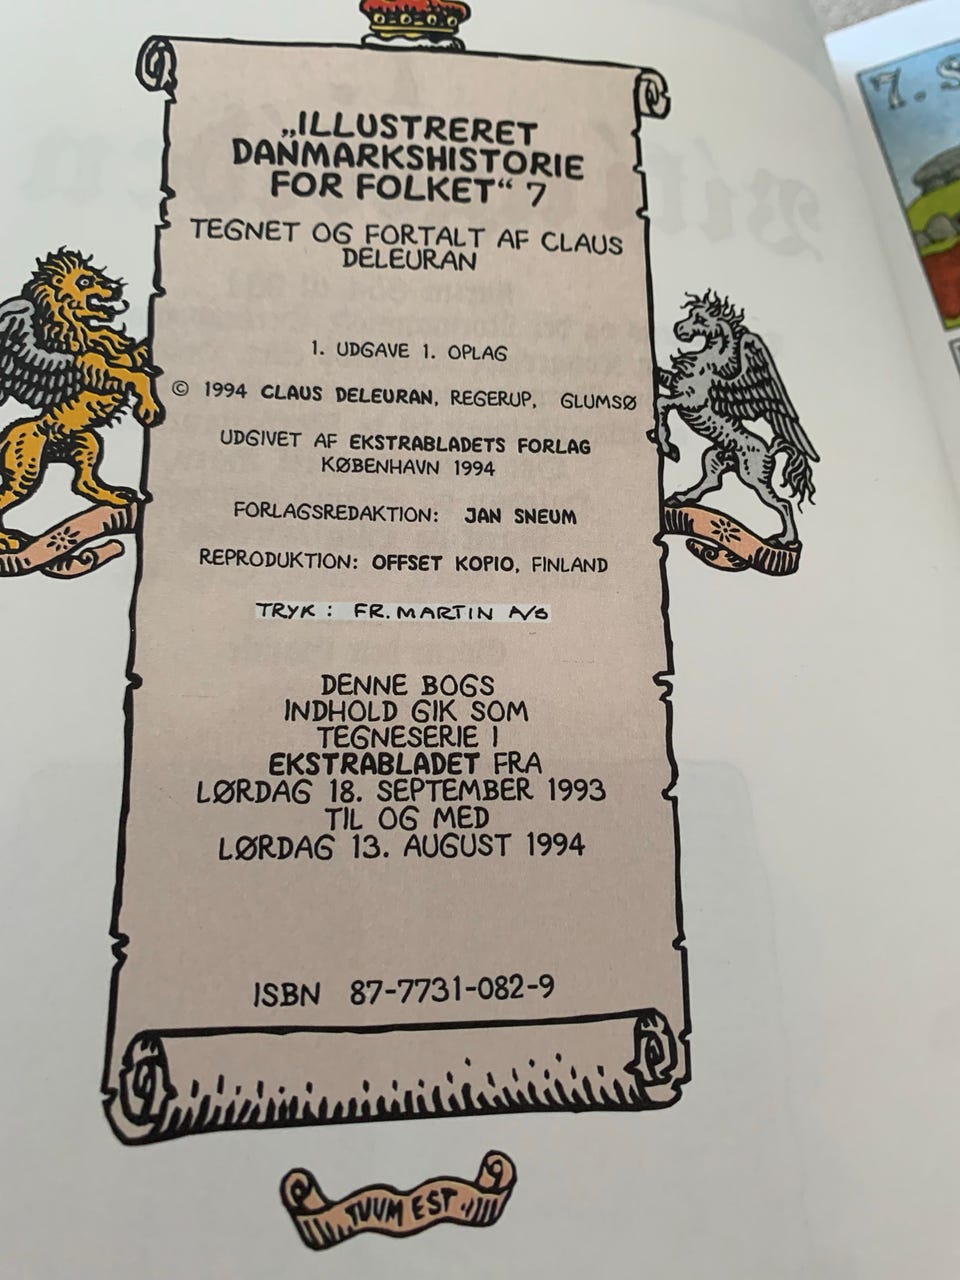 „ILLUSTRERET
DANMARKSHISTORIE
FOR FOLKET“ 7
TEGNET OG FORTALT AF CLAUS
DELEURAN
1. UDGAVE 1. OPLAG
© 1994 CLAUS DELEURAN, REGERUP, GLUMSØ
UDGIVET AF EKSTRABLADETS FORLAG
KØBENHAVN 1994
FORLAGSREDAKTION: JAN SNEUM
REPRODUKTION: OFFSET KOPIO, FINLAND
TRYK: FR. MARTIN A/S
DENNE BOGS
INDHOLD GIK SOM
TEGNESERIE I
EKSTRABLADET FRA
LØRDAG 18. SEPTEMBER 1993
TIL OG MED
LØRDAG 13. AUGUST 1994
ISBN 87-7731-082-9
TUUM EST
7. S